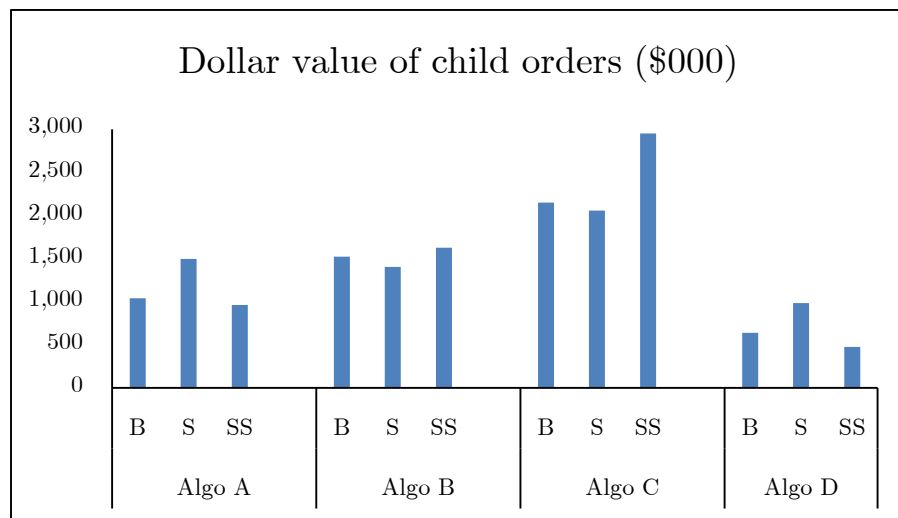 Dollar value of child orders ($000)
3,000
2,500
2,000
1,500
1,000
500
0
B S SS B S SS B S SS B S SS
Algo A Algo B Algo C Algo D